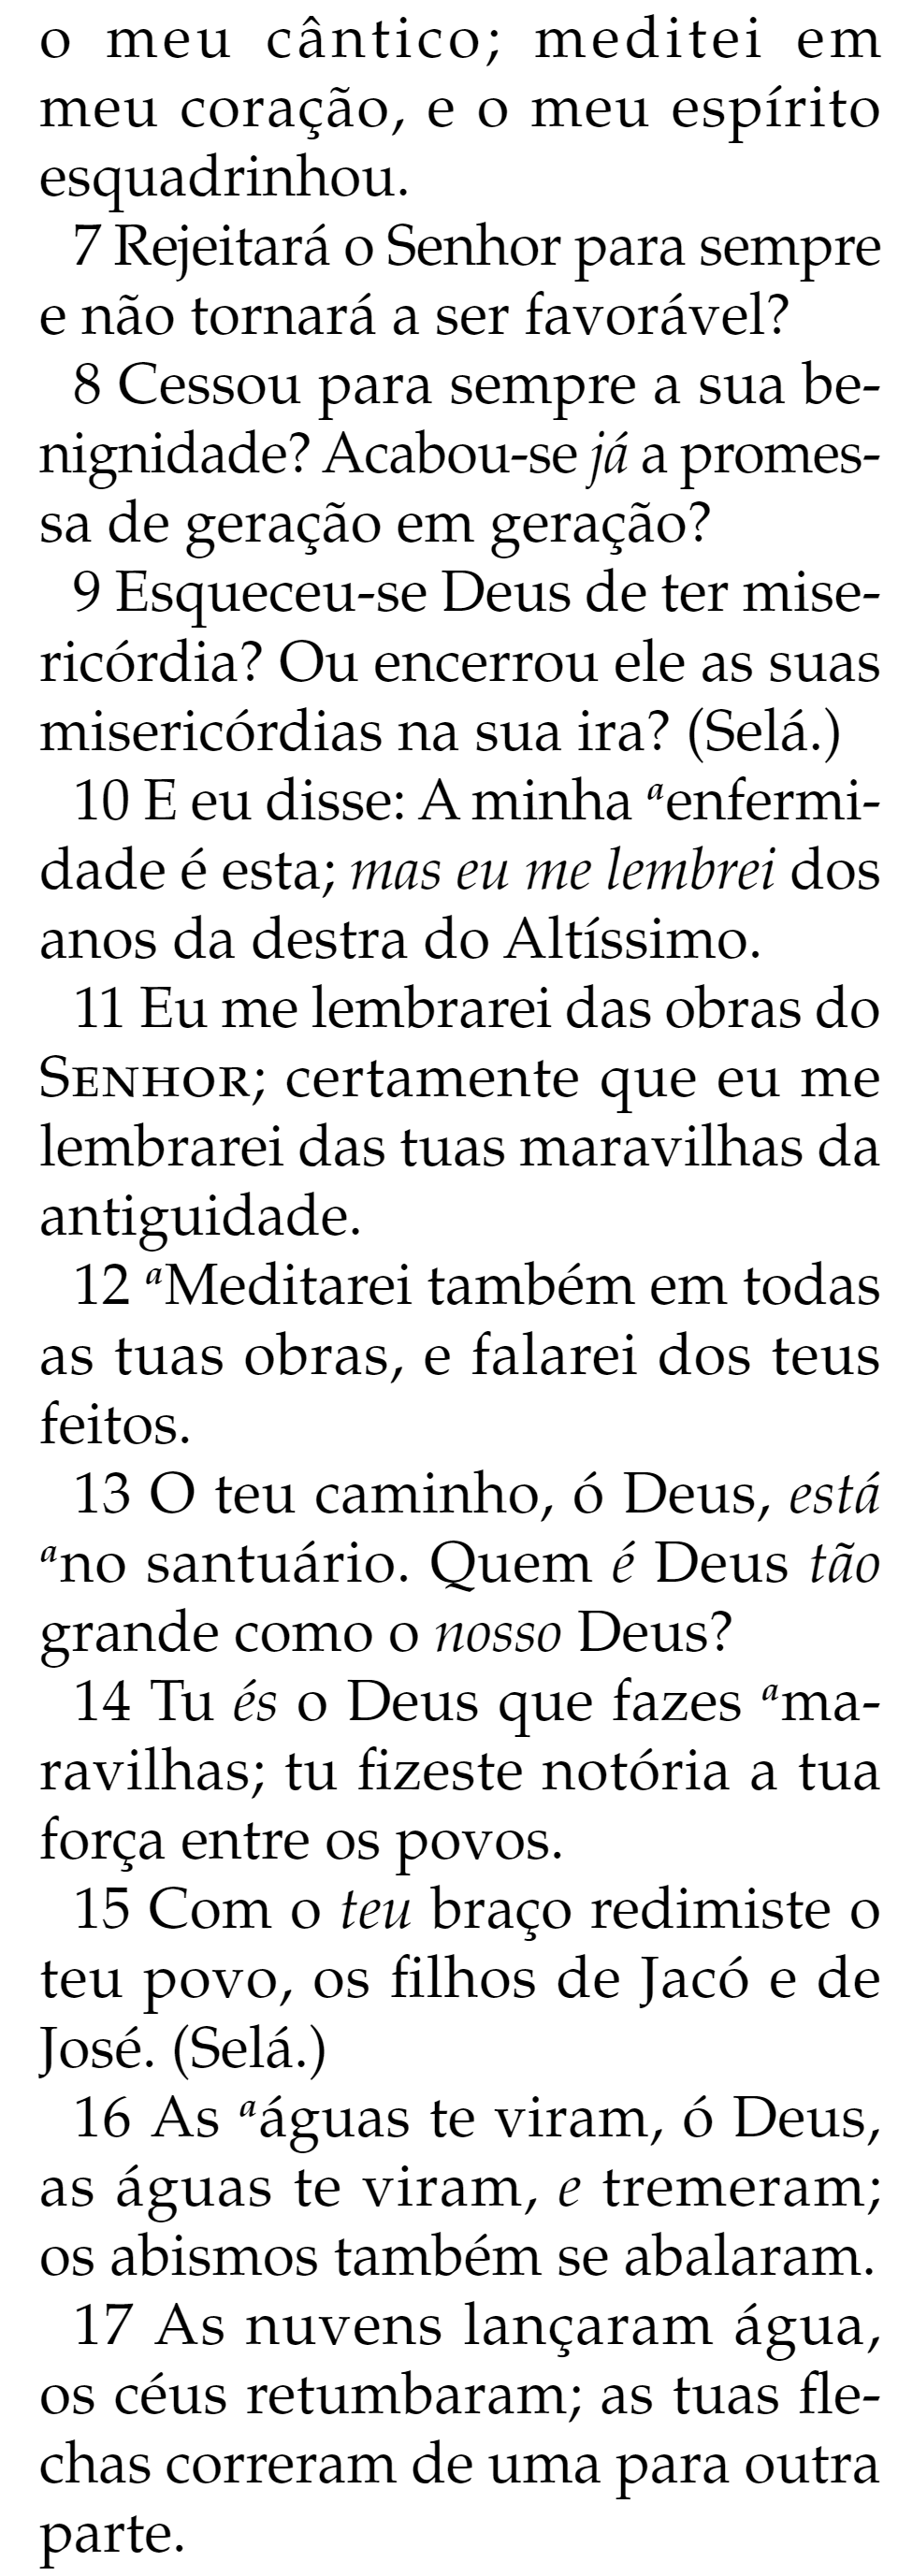 o meu cântico; meditei em
meu coração, e o meu espírito
esquadrinhou.
7 Rejeitará o Senhor para sempre
e não tornará a ser favorável?
8 Cessou para sempre a sua be-
nignidade? Acabou-se já a promes-
sa de geração em geração?
9 Esqueceu-se Deus de ter mise-
ricórdia? Ou encerrou ele as suas
misericórdias na sua ira? (Selá.)
10 E eu disse: A minha ᵃenfermi-
dade é esta; mas eu me lembrei dos
anos da destra do Altíssimo.
11 Eu me lembrarei das obras do
SENHOR; certamente que eu me
lembrarei das tuas maravilhas da
antiguidade.
12 ᵃMeditarei também em todas
as tuas obras, e falarei dos teus
feitos.
13 O teu caminho, ó Deus, está
ᵃno santuário. Quem é Deus tão
grande como o nosso Deus?
14 Tu és o Deus que fazes ᵃma-
ravilhas; tu fizeste notória a tua
força entre os povos.
15 Com o teu braço redimiste o
teu povo, os filhos de Jacó e de
José. (Selá.)
16 As ᵃáguas te viram, ó Deus,
as águas te viram, e tremeram;
os abismos também se abalaram.
17 As nuvens lançaram água,
os céus retumbaram; as tuas fle-
chas correram de uma para outra
parte.